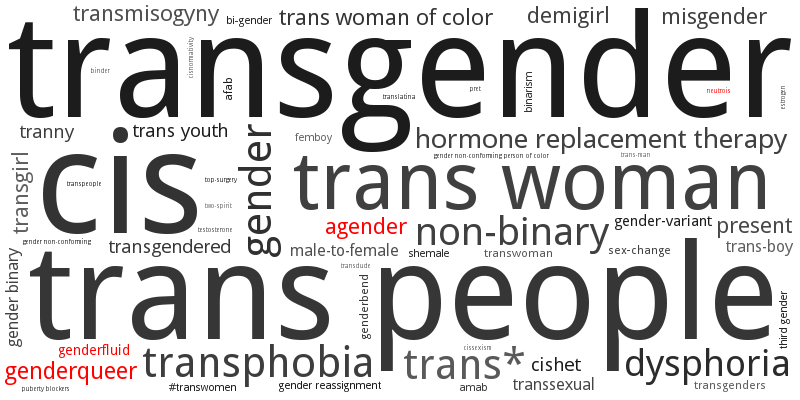 transmisogyny
bi-gender
trans woman of color
demigirl
misgender
transgender
binder
cisnormativity
afab
translatina
pret
binarism
neutrois
estrogen
tranny
trans youth
femboy
hormone replacement therapy
cis
gender
gender non-conforming person of color
trans-man
transgirl
transpeople
top-surgery
two-spirit
testosterone
trans woman
agender
non-binary
gender-variant
present
gender non-conforming
transgendered
male-to-female
shemale
transwoman
sex-change
trans-boy
gender binary
trans people
transdude
genderbend
third gender
genderfluid
genderqueer
transphobia
cissexism
trans*
cishet
dysphoria
puberty blockers
#transwomen
gender reassignment
amab
transsexual
transgenders